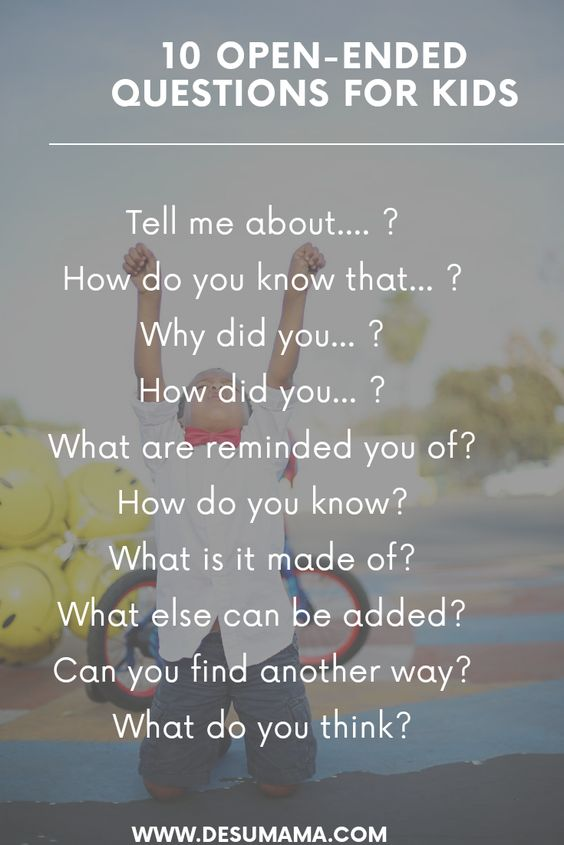 10 OPEN-ENDED
QUESTIONS FOR KIDS
Tell me about.... ?
How do you know that... ?
Why did you... ?
How did you... ?
What are reminded you of?
How do you know?
What is it made of?
What else can be added?
Can you find another way?
What do you think?
WWW.DESUMAMA.COM